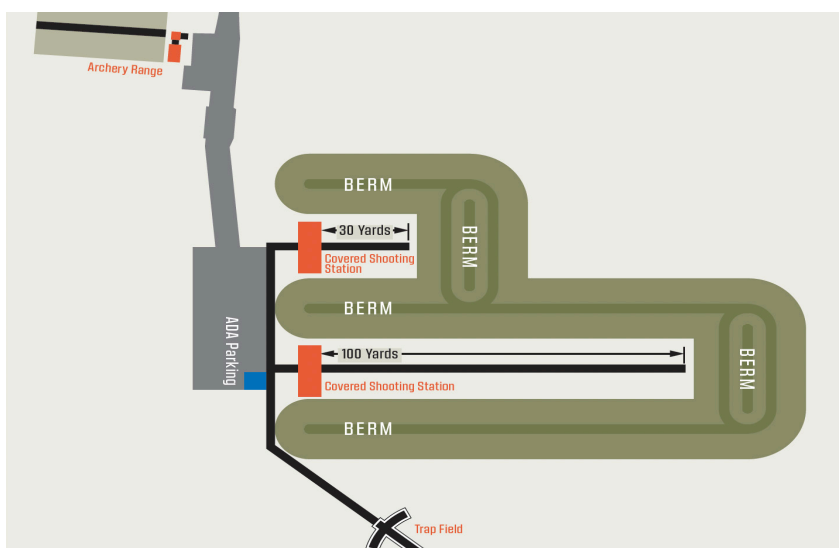 Archery Range
BERM
30 Yards
Covered Shooting
Station
BERM
BERM
ADA Parking
100 Yards
Covered Shooting Station
BERM
BERM
Trap Field